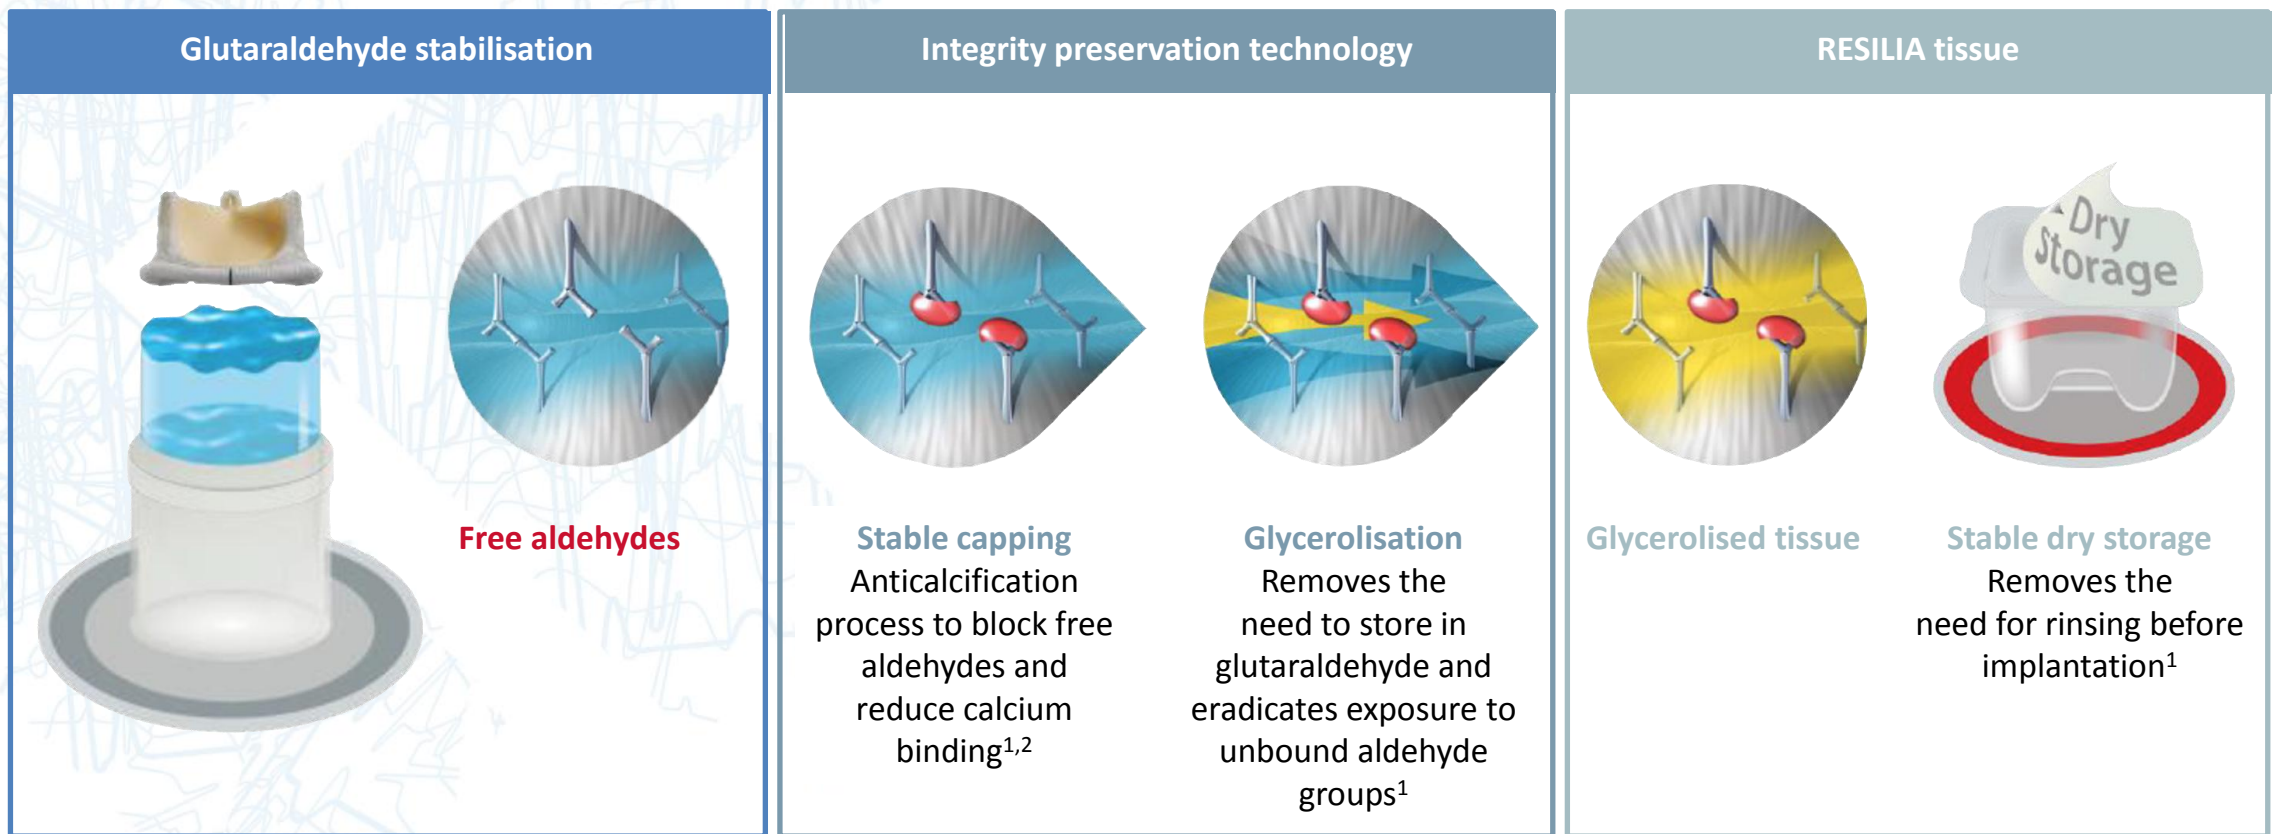 Glutaraldehyde stabilisation
Free aldehydes
Integrity preservation technology
Stable capping
Anticalcification
process to block free
aldehydes and
reduce calcium
binding1,2
Glycerolisation
Removes the
need to store in
glutaraldehyde and
eradicates exposure to
unbound aldehyde
groups1
RESILIA tissue
Glycerolised tissue
Dry
Storage
Stable dry storage
Removes the
need for rinsing before
implantation1